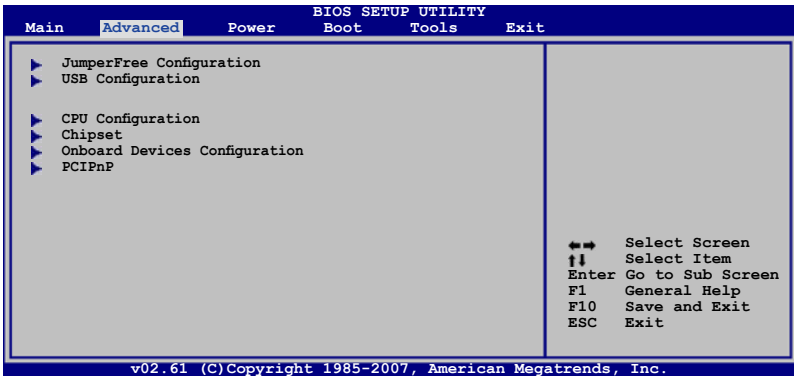 BIOS SETUP UTILITY
Main Advanced Power Boot Tools Exit
JumperFree Configuration
USB Configuration
CPU Configuration
Chipset
Onboard Devices Configuration
PCIPnP
Select Screen
Select Item
Enter Go to Sub Screen
F1 General Help
F10 Save and Exit
ESC Exit
v02.61 (C)Copyright 1985-2007, American Megatrends, Inc.